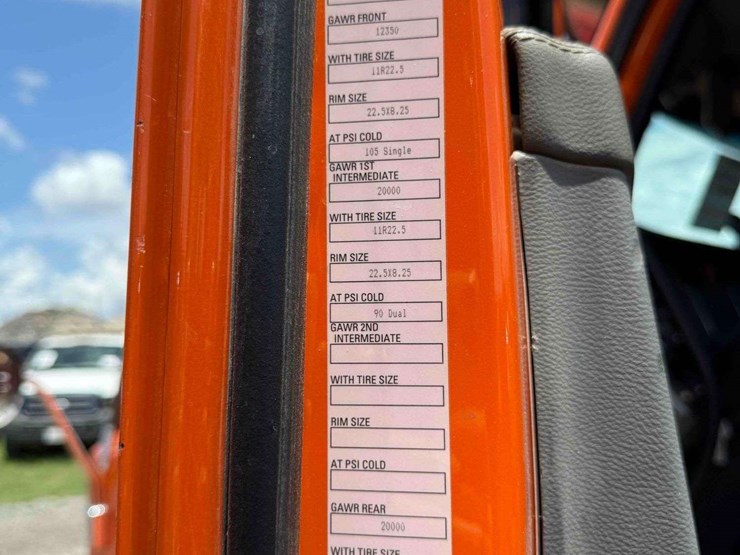 GAWR FRONT
12350
WITH TIRE SIZE
11R22.5
RIM SIZE
22.5X8.25
AT PSI COLD
105 Single
GAWR 1ST
INTERMEDIATE
20000
WITH TIRE SIZE
11R22.5
RIM SIZE
22.5X8.25
AT PSI COLD
90 Dual
GAWR 2ND
INTERMEDIATE
WITH TIRE SIZE
RIM SIZE
AT PSI COLD
GAWR REAR
20000
WITH TIRE SIZE